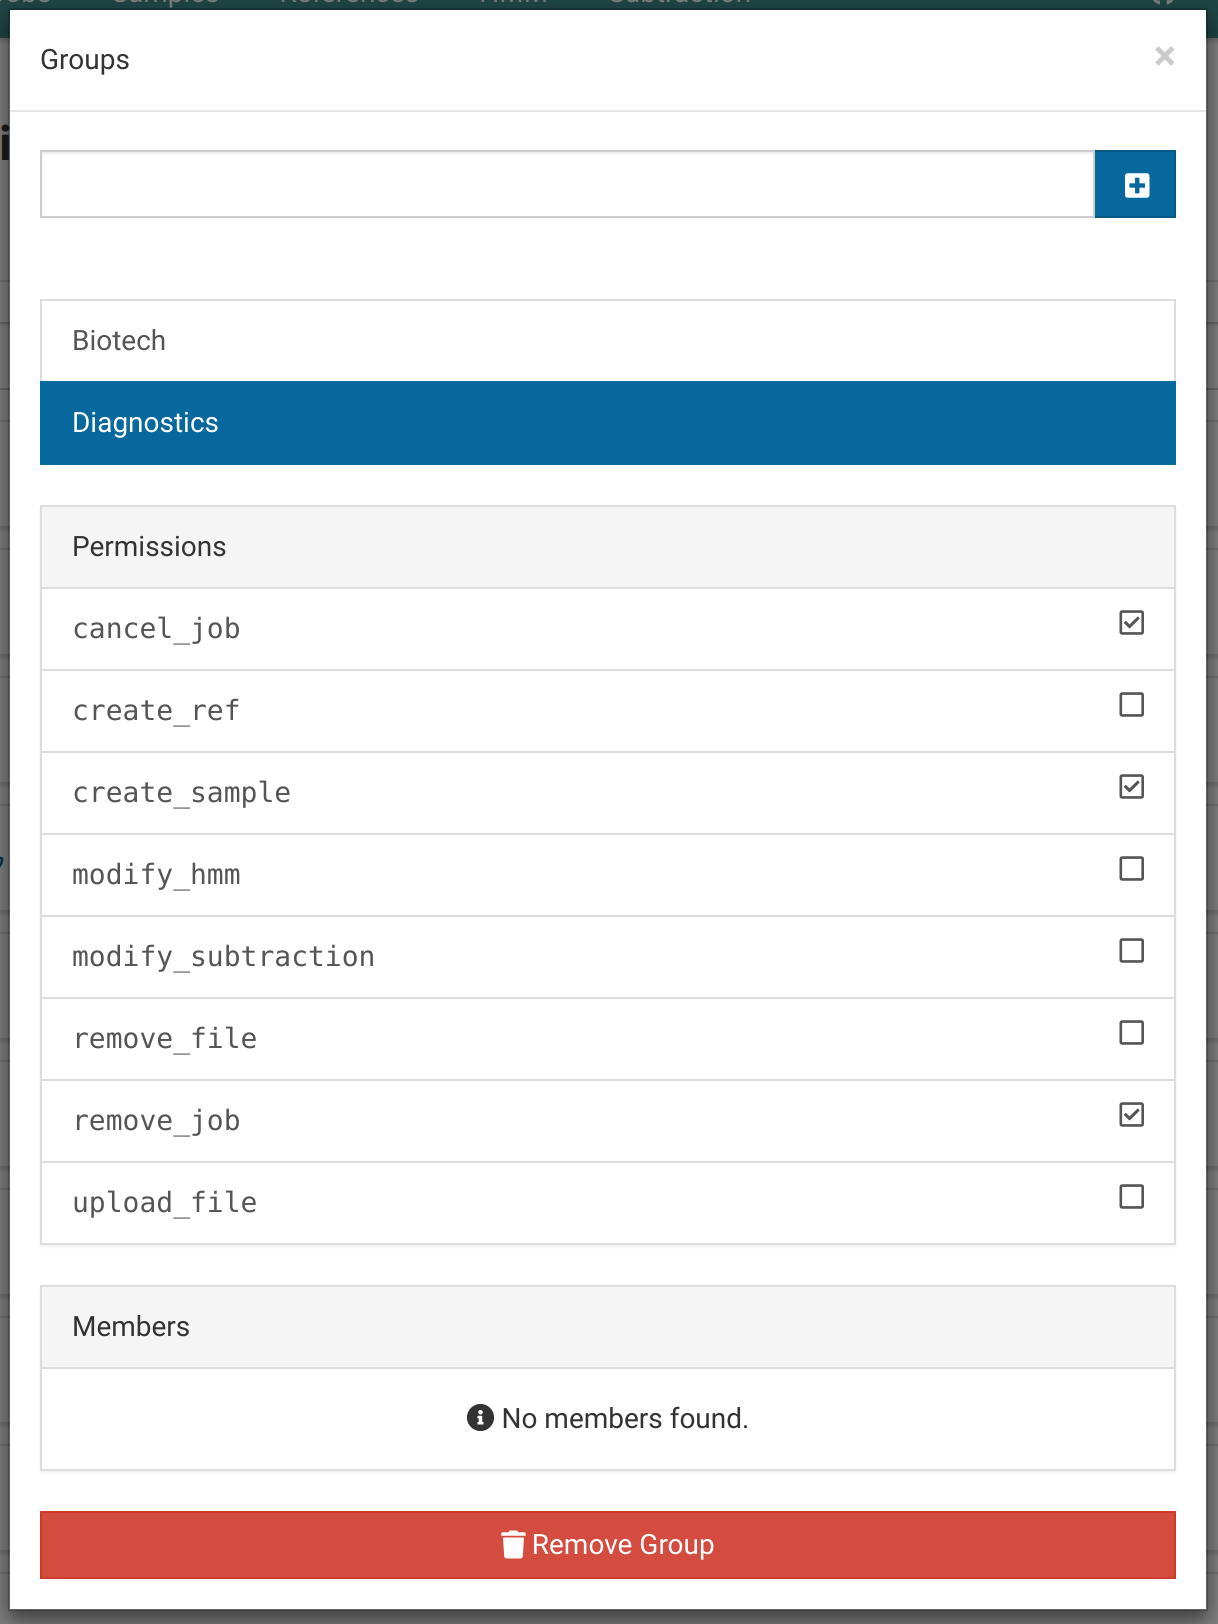 Groups
Biotech
Diagnostics
Permissions
cancel_job
create_ref
create_sample
modify_hmm
modify_subtraction
remove_file
remove_job
upload_file
Members
No members found.
Remove Group